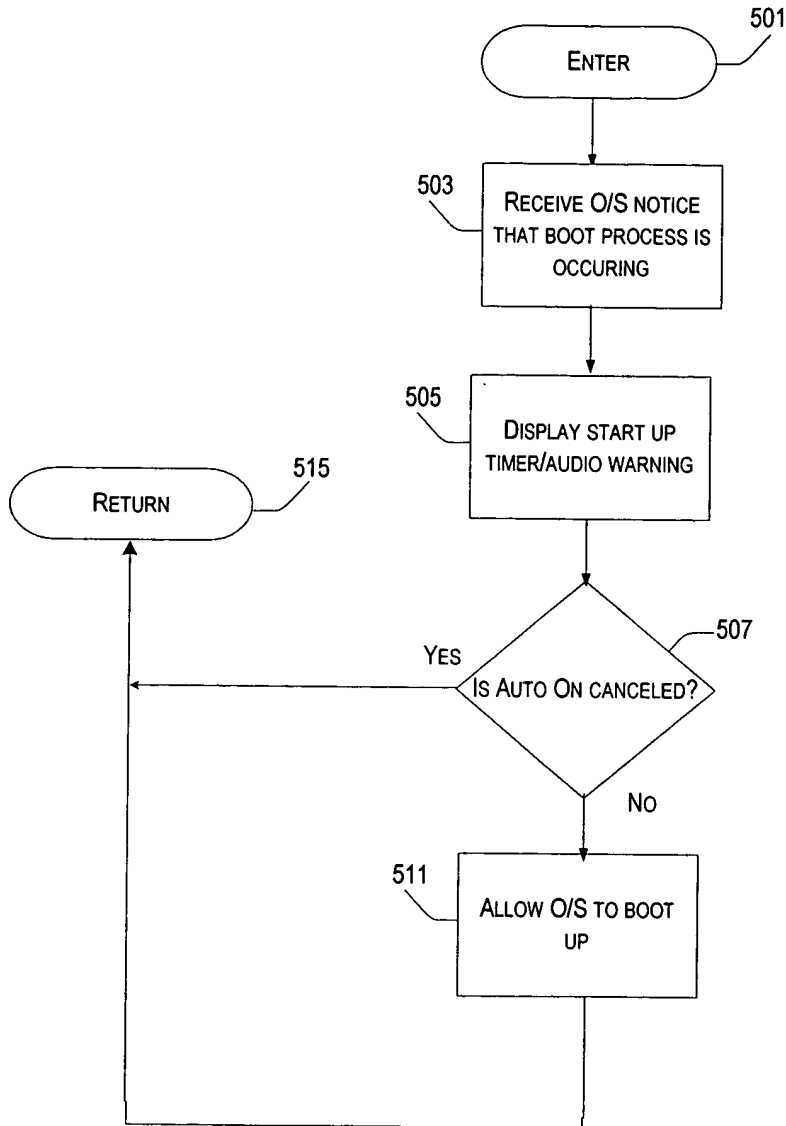 501
ENTER
503
RECEIVE O/S NOTICE
THAT BOOT PROCESS IS
OCCURING
505
DISPLAY START UP
TIMER/AUDIO WARNING
515
RETURN
507
YES
IS AUTO ON CANCELED?
NO
511
ALLOW O/S TO BOOT
UP